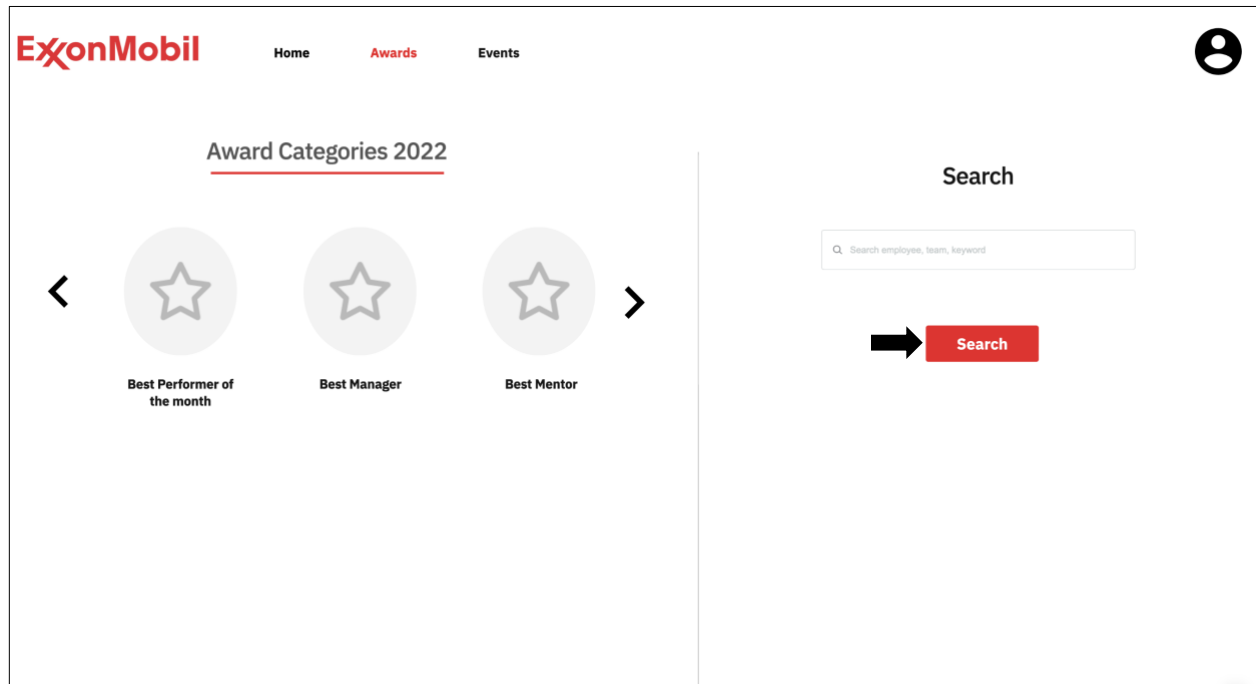 ExxonMobil
Home
Awards
Events
Award Categories 2022
Best Performer of
the month
Best Manager
Best Mentor
Search
Search employee, team, keyword
Search